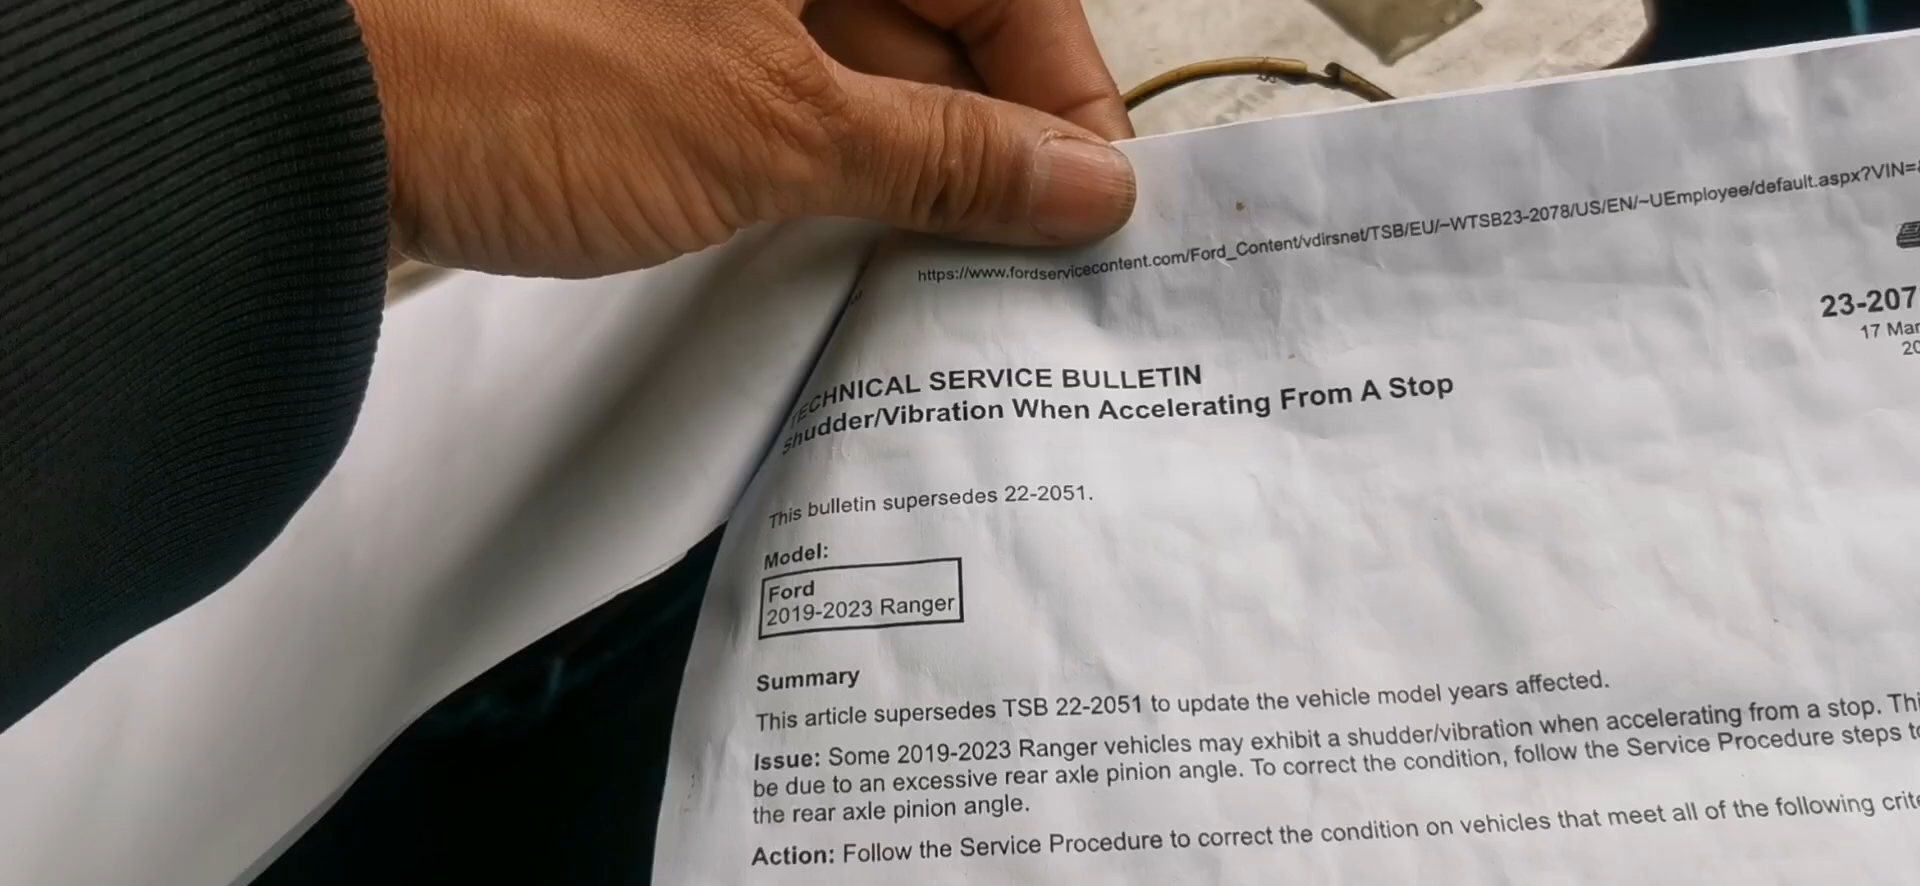 https://www.fordservicecontent.com/Ford_Content/vdirsnet/TSB/EU/~WTSB23-2078/US/EN/~UEmployee/default.aspx?VIN=
23-207
17 Mar
20
TECHNICAL SERVICE BULLETIN
Shudder/Vibration When Accelerating From A Stop
This bulletin supersedes 22-2051.
Model:
Ford
2019-2023 Ranger
Summary
This article supersedes TSB 22-2051 to update the vehicle model years affected.
Issue: Some 2019-2023 Ranger vehicles may exhibit a shudder/vibration when accelerating from a stop. Thi
be due to an excessive rear axle pinion angle. To correct the condition, follow the Service Procedure steps to
the rear axle pinion angle.
Action: Follow the Service Procedure to correct the condition on vehicles that meet all of the following crite